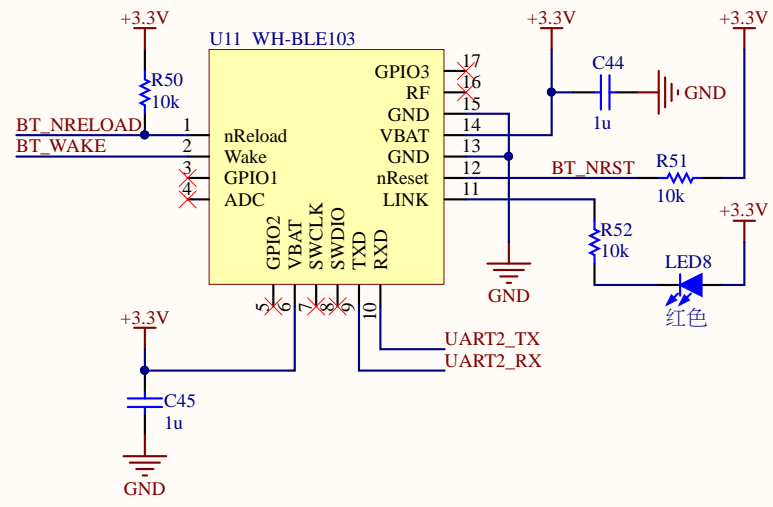 +3.3V
+3.3V
+3.3V
U11 WH-BLE103
R50
10k
C44
1u
GND
BT_NRELOAD
BT_WAKE
1
2
3
4
nReload
Wake
GPIO1
ADC
GPIO3
RF
GND
VBAT
GND
nReset
LINK
17
16
15
14
13
12
11
BT_NRST
R51
10k
+3.3V
R52
10k
LED8
红色
GND
GPIO2
VBAT
SWCLK
SWDIO
TXD
RXD
5
6
7
8
9
10
UART2_TX
UART2_RX
+3.3V
C45
1u
GND